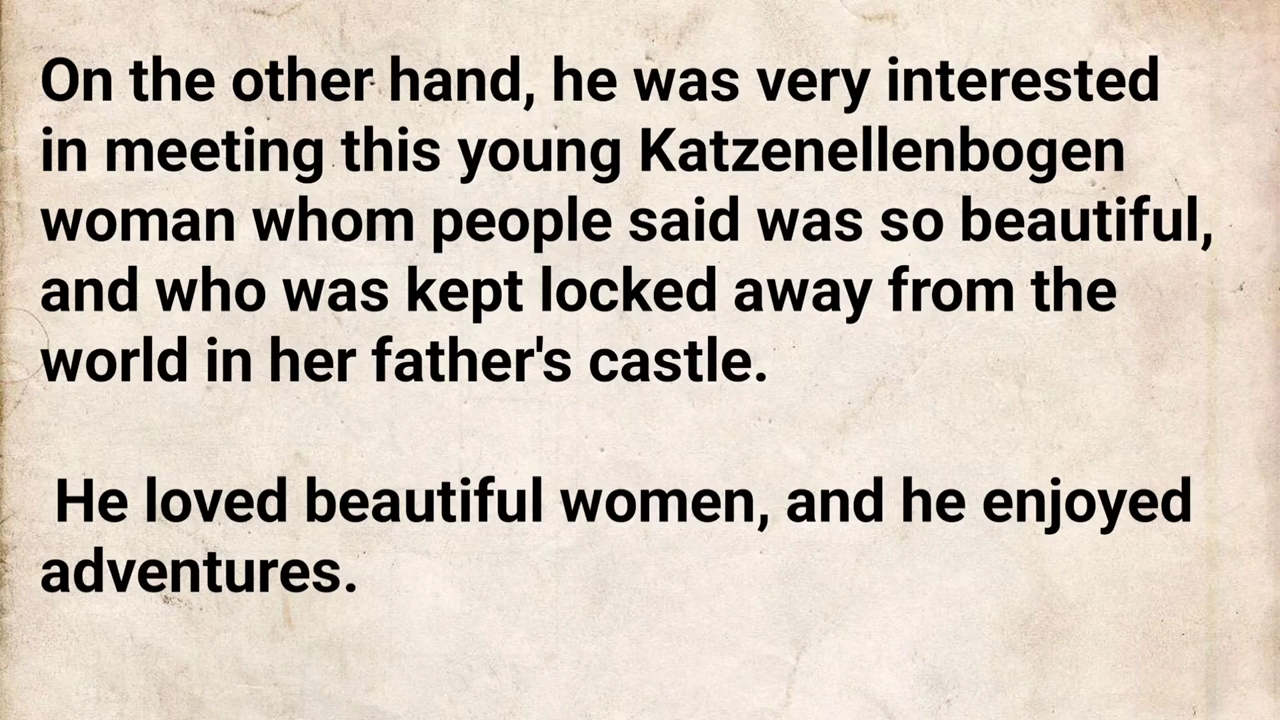 On the other hand, he was very interested
in meeting this young Katzenellenbogen
woman whom people said was so beautiful,
and who was kept locked away from the
world in her father's castle.
He loved beautiful women, and he enjoyed
adventures.